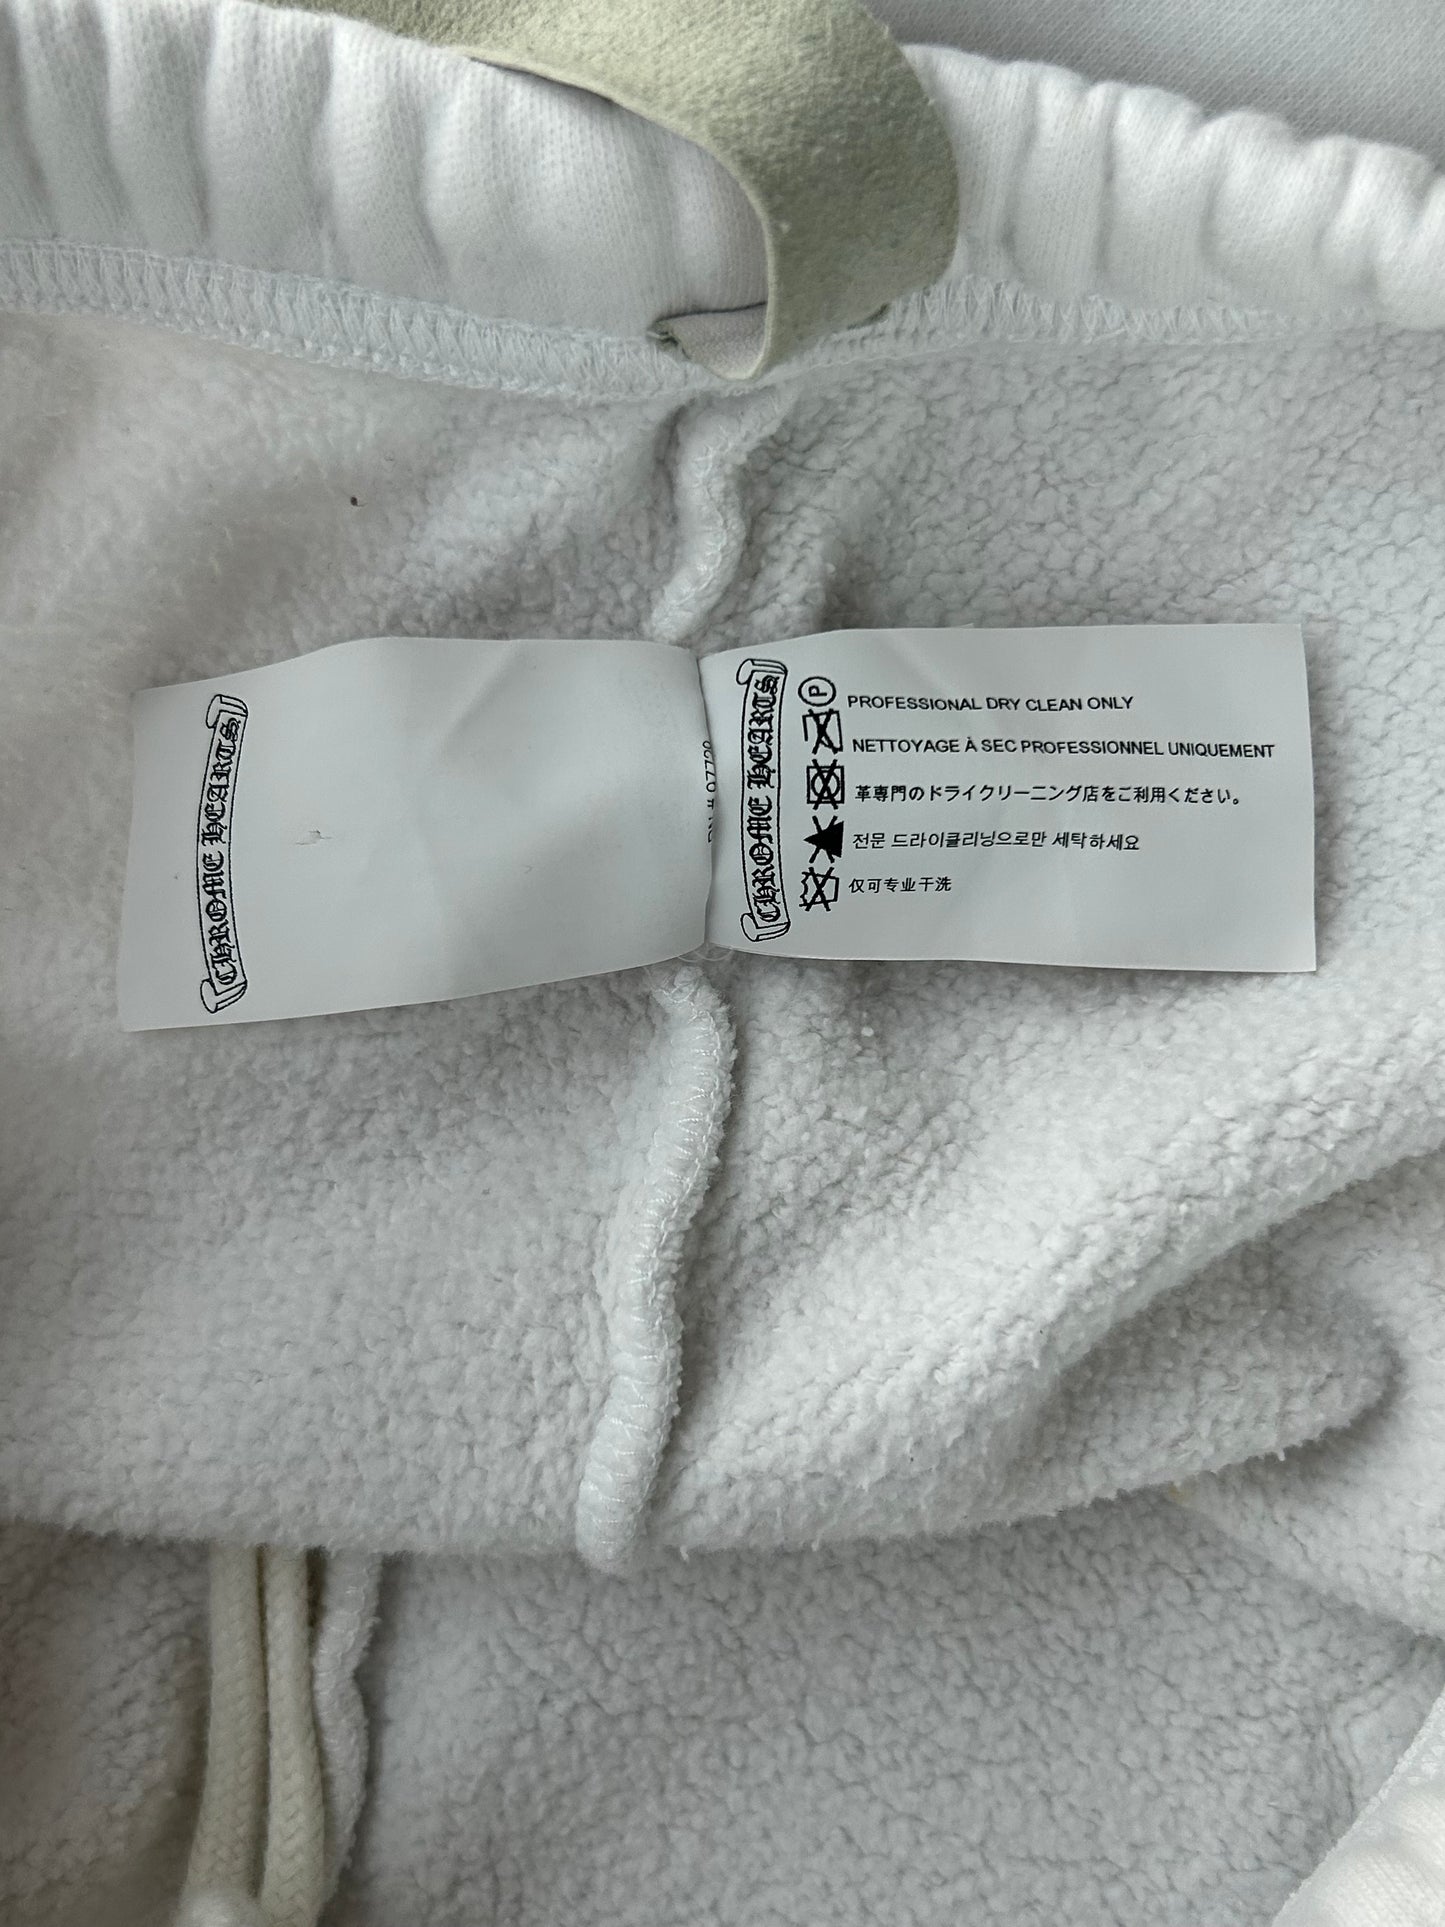 CHROME HEARTS
RN # 07738
CHROME HEARTS
P
PROFESSIONAL DRY CLEAN ONLY
NETTOYAGE À SEC PROFESSIONNEL UNIQUEMENT
革専門のドライクリーニング店をご利用ください。
전문 드라이클리닝으로만 세탁하세요
仅可专业干洗